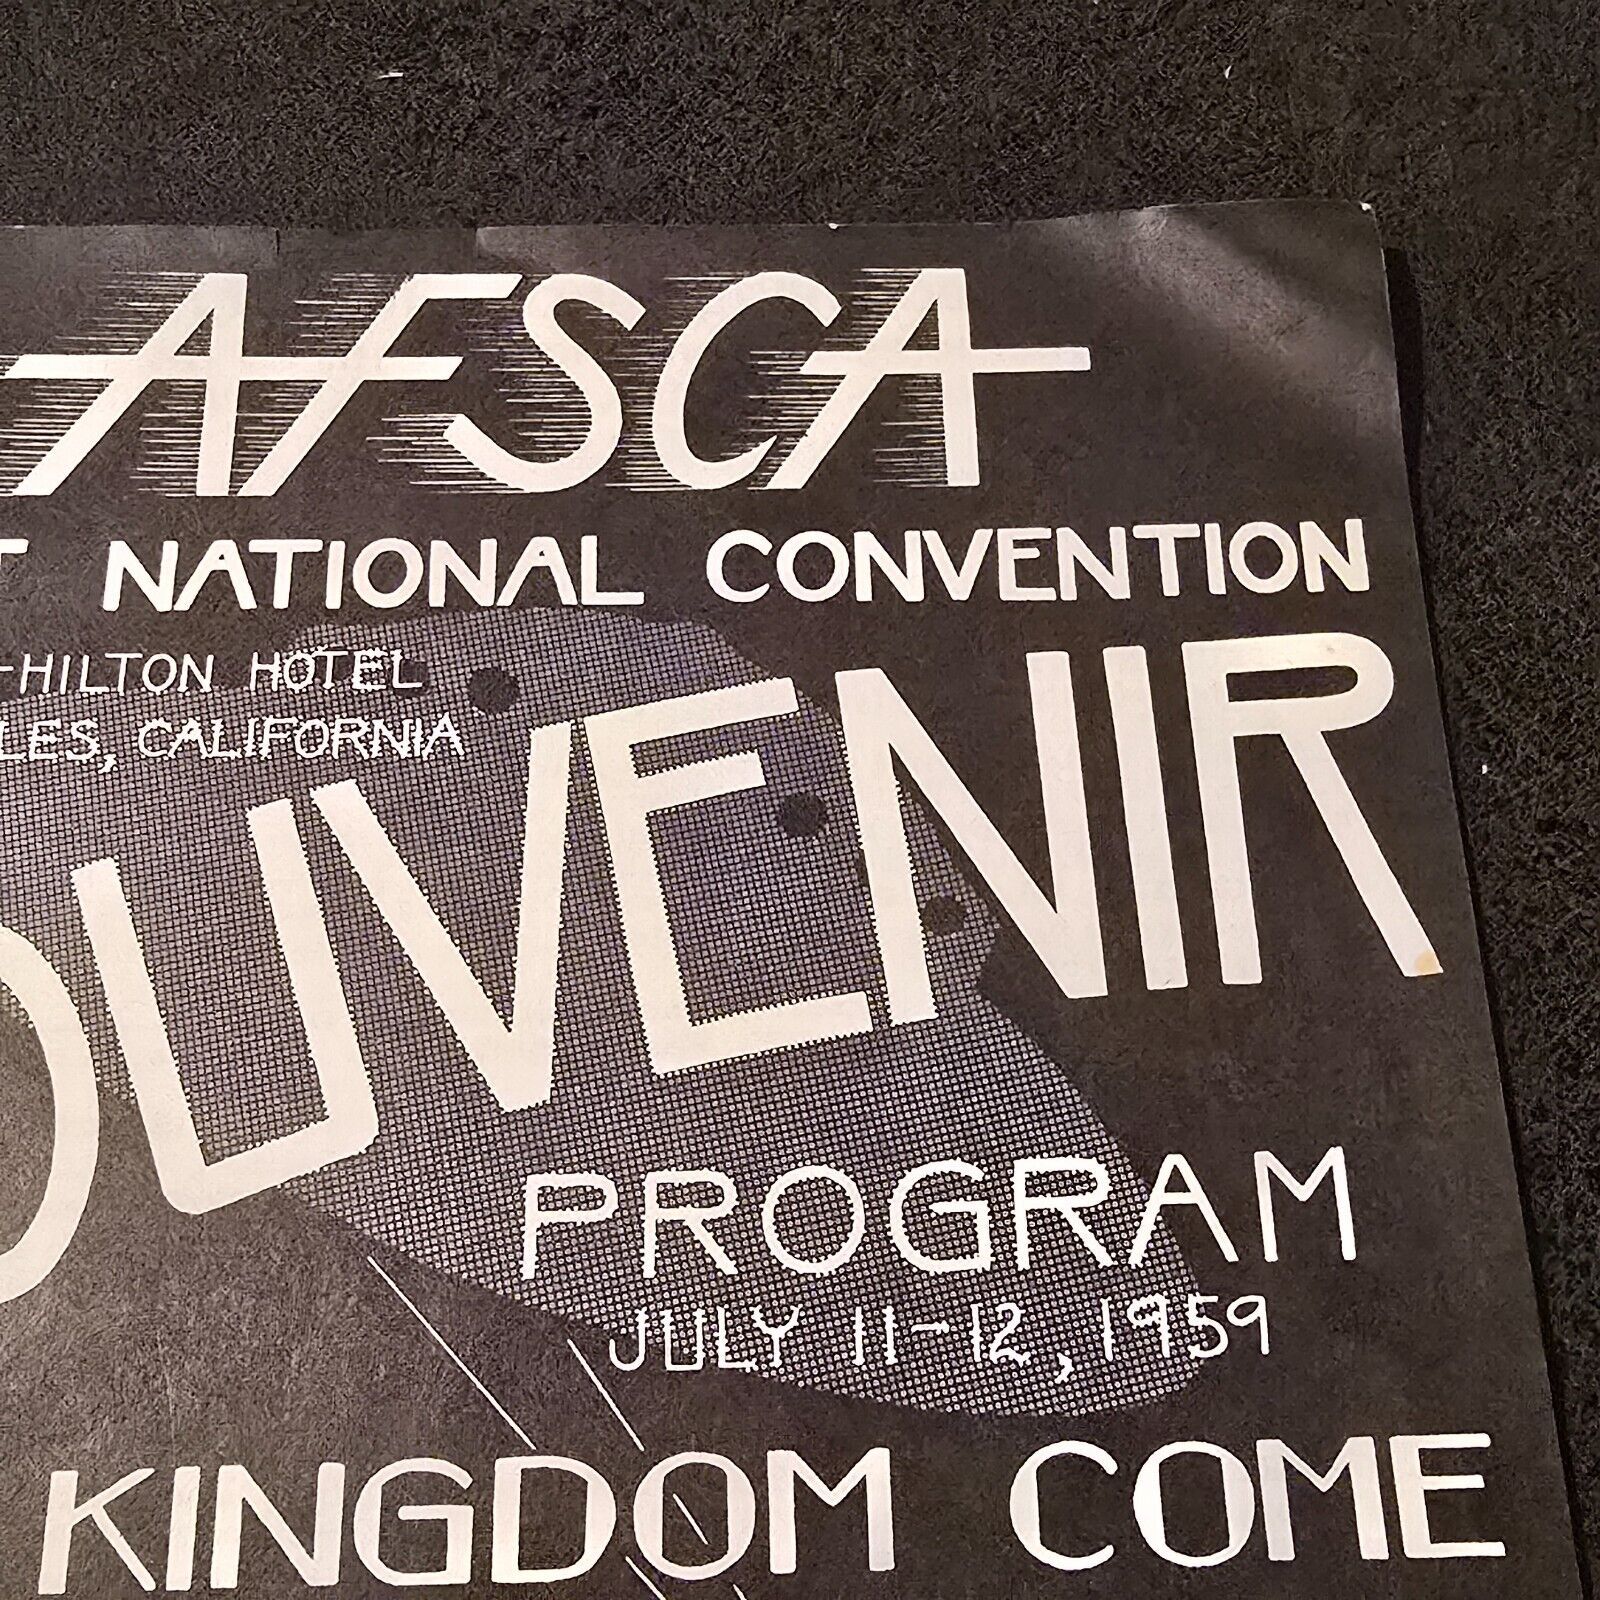 AFSCA
T NATIONAL CONVENTION
-HILTON HOTEL
LES, CALIFORNIA
OUVENIR
PROGRAM
JULY 11-12, 1959
KINGDOM COME